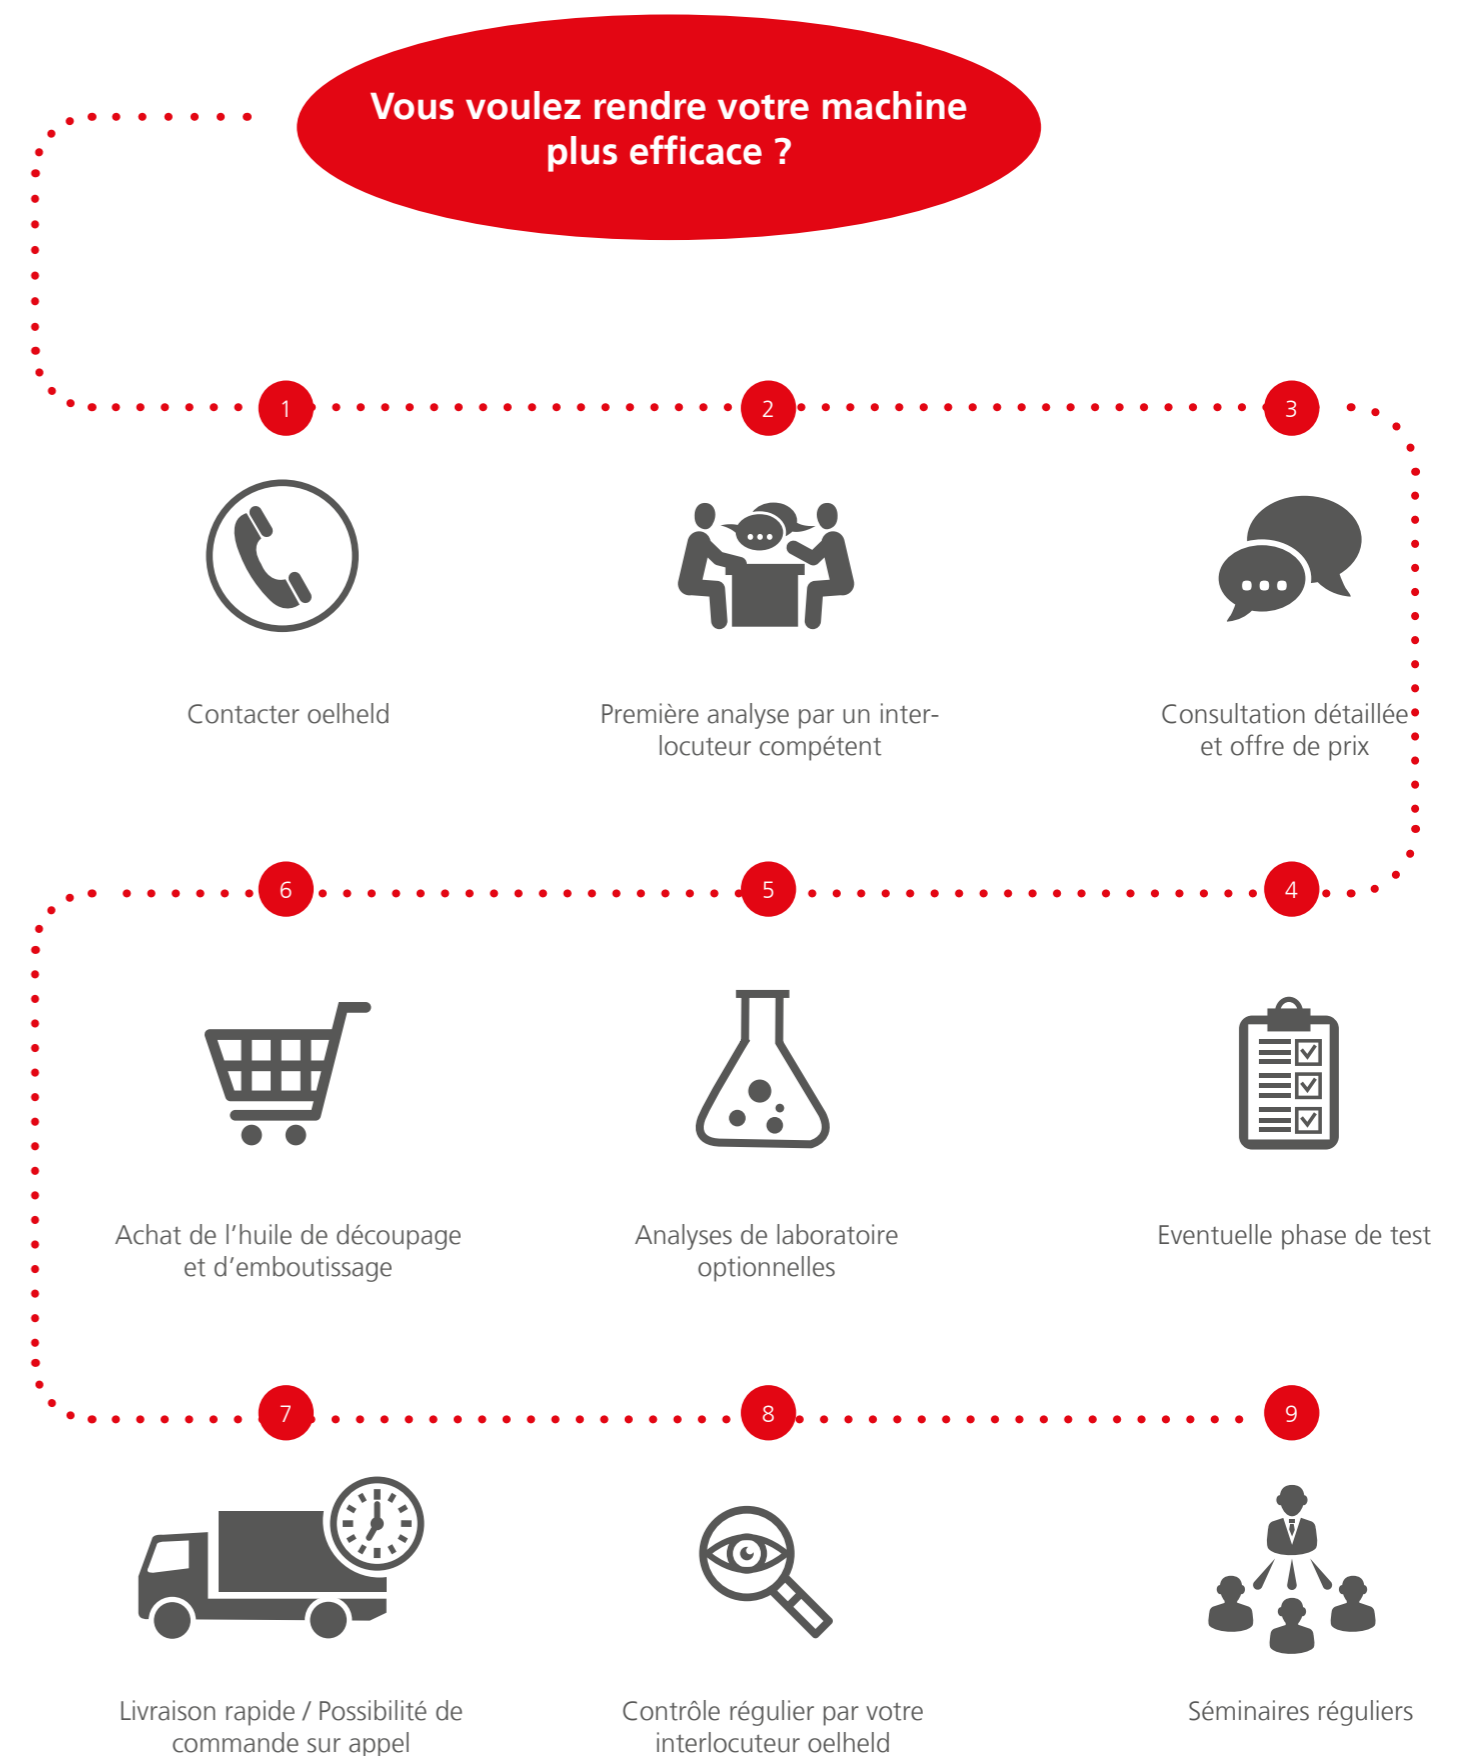 Vous voulez rendre votre machine
plus efficace ?
1
2
3
Contacter oelheld
Première analyse par un inter-
locuteur compétent
Consultation détaillée
et offre de prix
6
5
4
Achat de l’huile de découpage
et d’emboutissage
Analyses de laboratoire
optionnelles
Eventuelle phase de test
7
8
9
Livraison rapide / Possibilité de
commande sur appel
Contrôle régulier par votre
interlocuteur oelheld
Séminaires réguliers